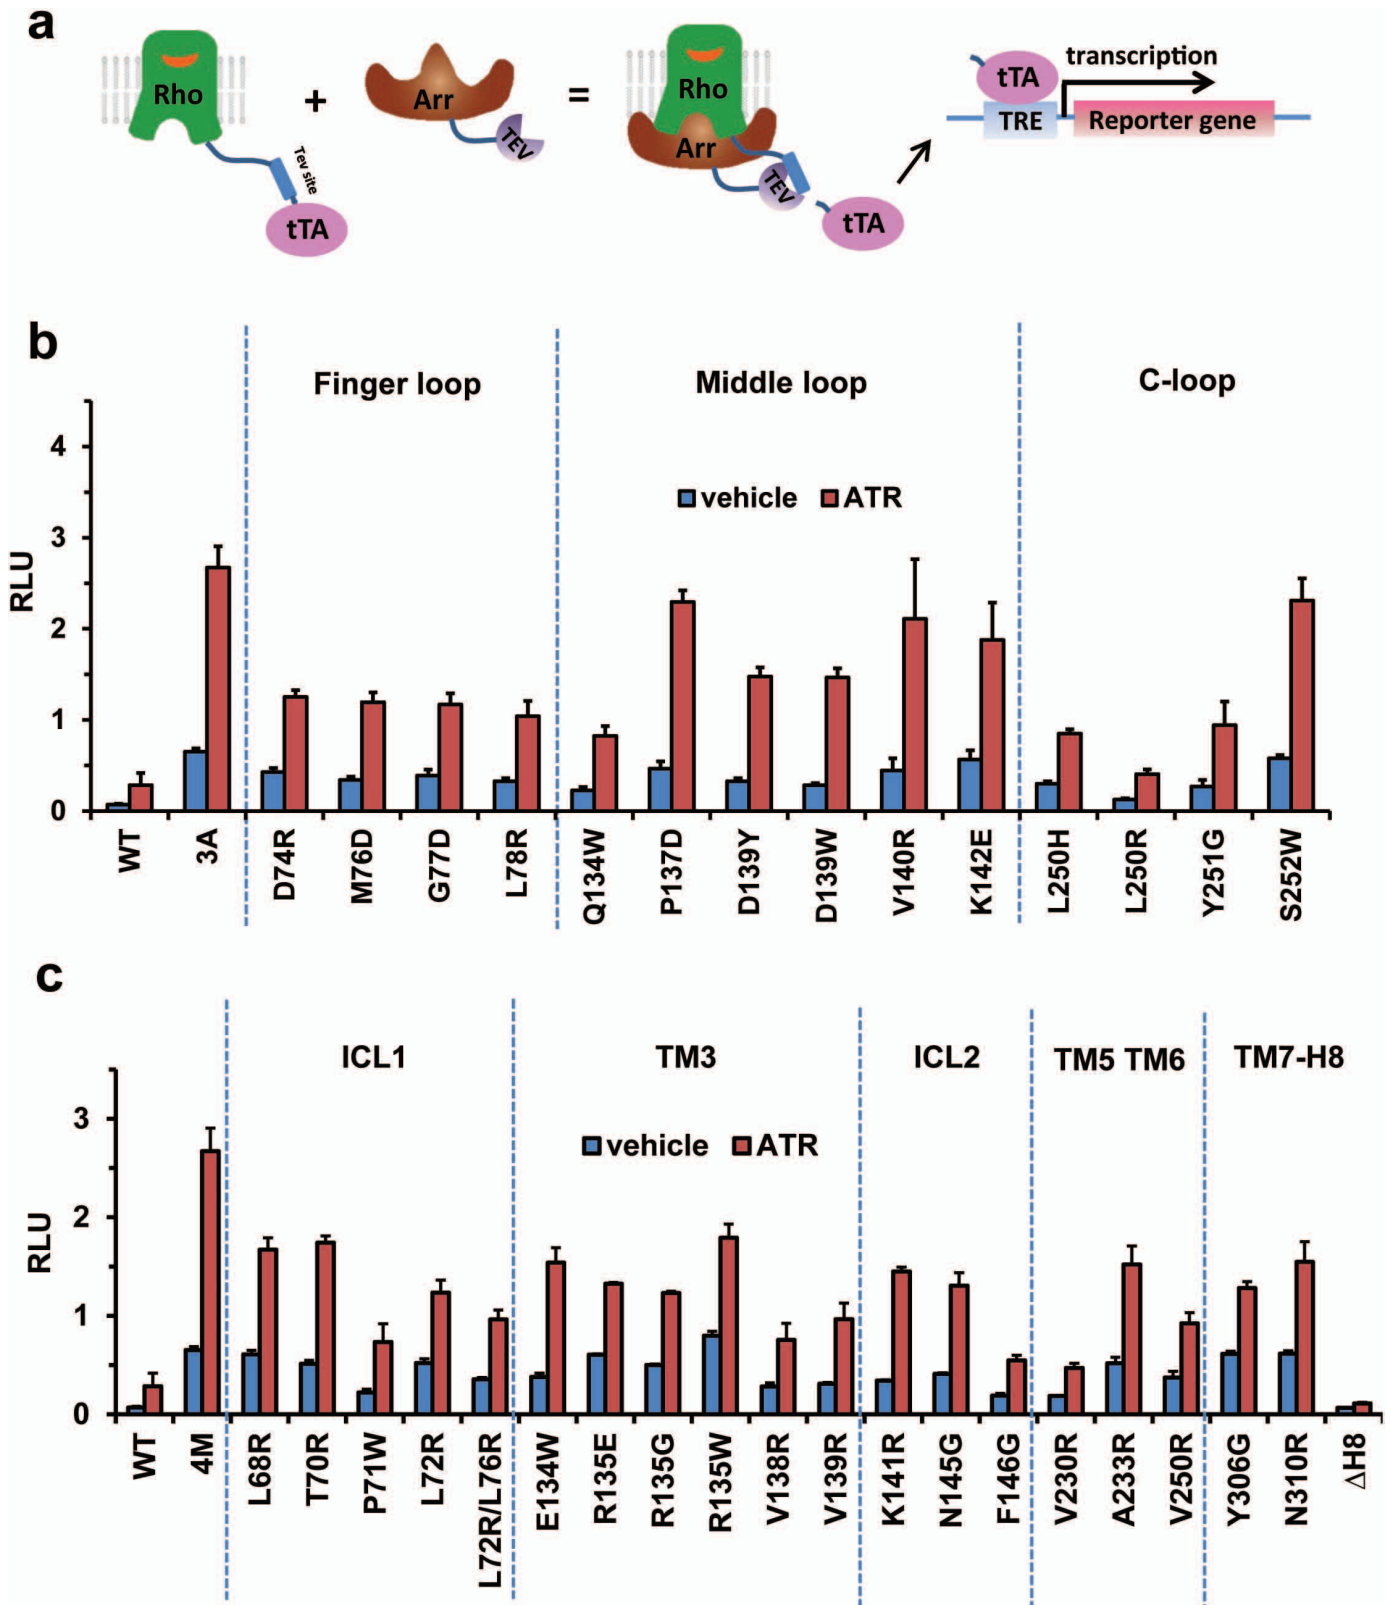 a
Rho
Tev site
tTA
+
Arr
TEV
=
Rho
Arr
TEV
tTA
tTA
transcription
TRE
Reporter gene
b
Finger loop
Middle loop
C-loop
vehicle ATR
RLU
4
3
2
1
0
WT
3A
D74R
M76D
G77D
L78R
Q134W
P137D
D139Y
D139W
V140R
K142E
L250H
L250R
Y251G
S252W
c
ICL1
TM3
ICL2
TM5 TM6
TM7-H8
vehicle ATR
RLU
3
2
1
0
WT
4M
L68R
T70R
P71W
L72R
L72R/L76R
E134W
R135E
R135G
R135W
V138R
V139R
K141R
N145G
F146G
V230R
A233R
V250R
Y306G
N310R
△H8